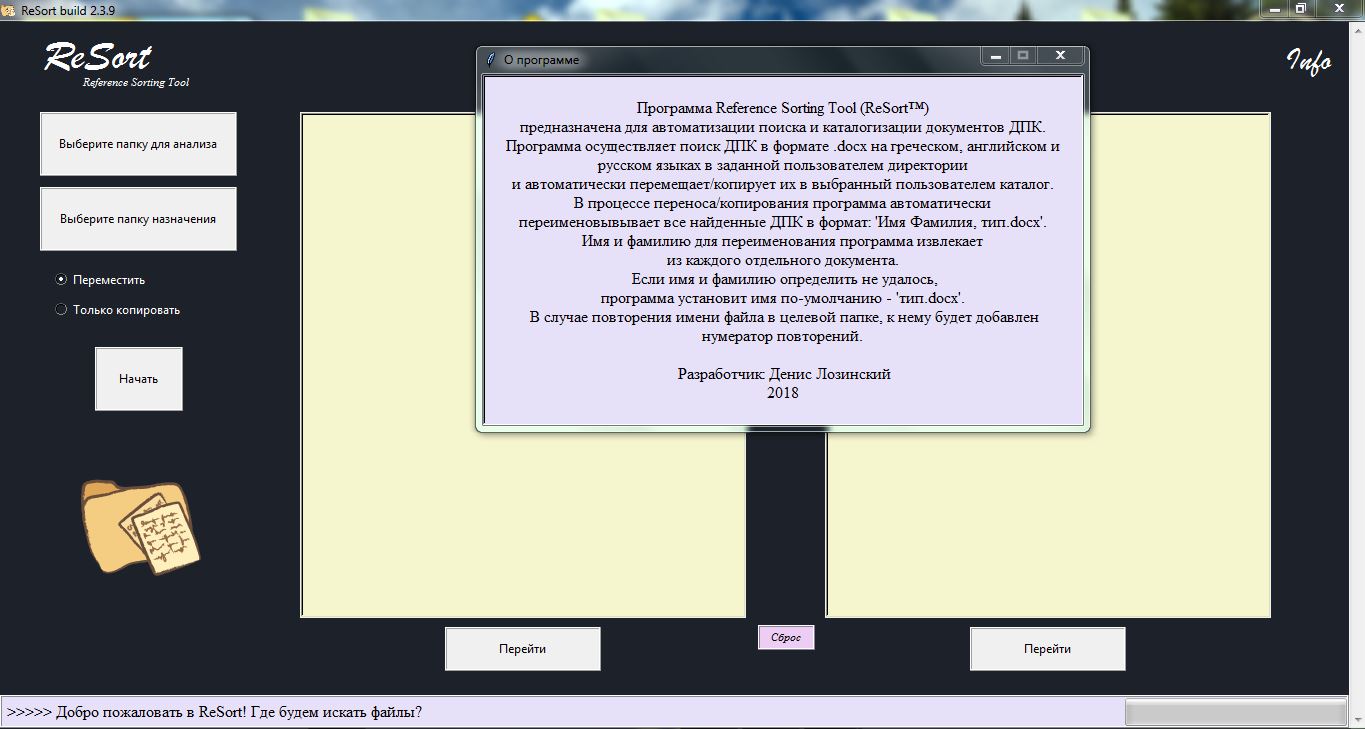 ReSort build 2.3.9
ReSort
Reference Sorting Tool
Info
Выберите папку для анализа
Выберите папку назначения
Переместить
Только копировать
Начать
О программе
Программа Reference Sorting Tool (ReSort™)
предназначена для автоматизации поиска и каталогизации документов ДПК.
Программа осуществляет поиск ДПК в формате .docx на греческом, английском и
русском языках в заданной пользователем директории
и автоматически перемещает/копирует их в выбранный пользователем каталог.
В процессе переноса/копирования программа автоматически
переименовывывает все найденные ДПК в формат: 'Имя Фамилия, тип.docx'.
Имя и фамилию для переименования программа извлекает
из каждого отдельного документа.
Если имя и фамилию определить не удалось,
программа установит имя по-умолчанию - 'тип.docx'.
В случае повторения имени файла в целевой папке, к нему будет добавлен
нумератор повторений.
Разработчик: Денис Лозинский
2018
Перейти
Сброс
Перейти
>>>>> Добро пожаловать в ReSort! Где будем искать файлы?